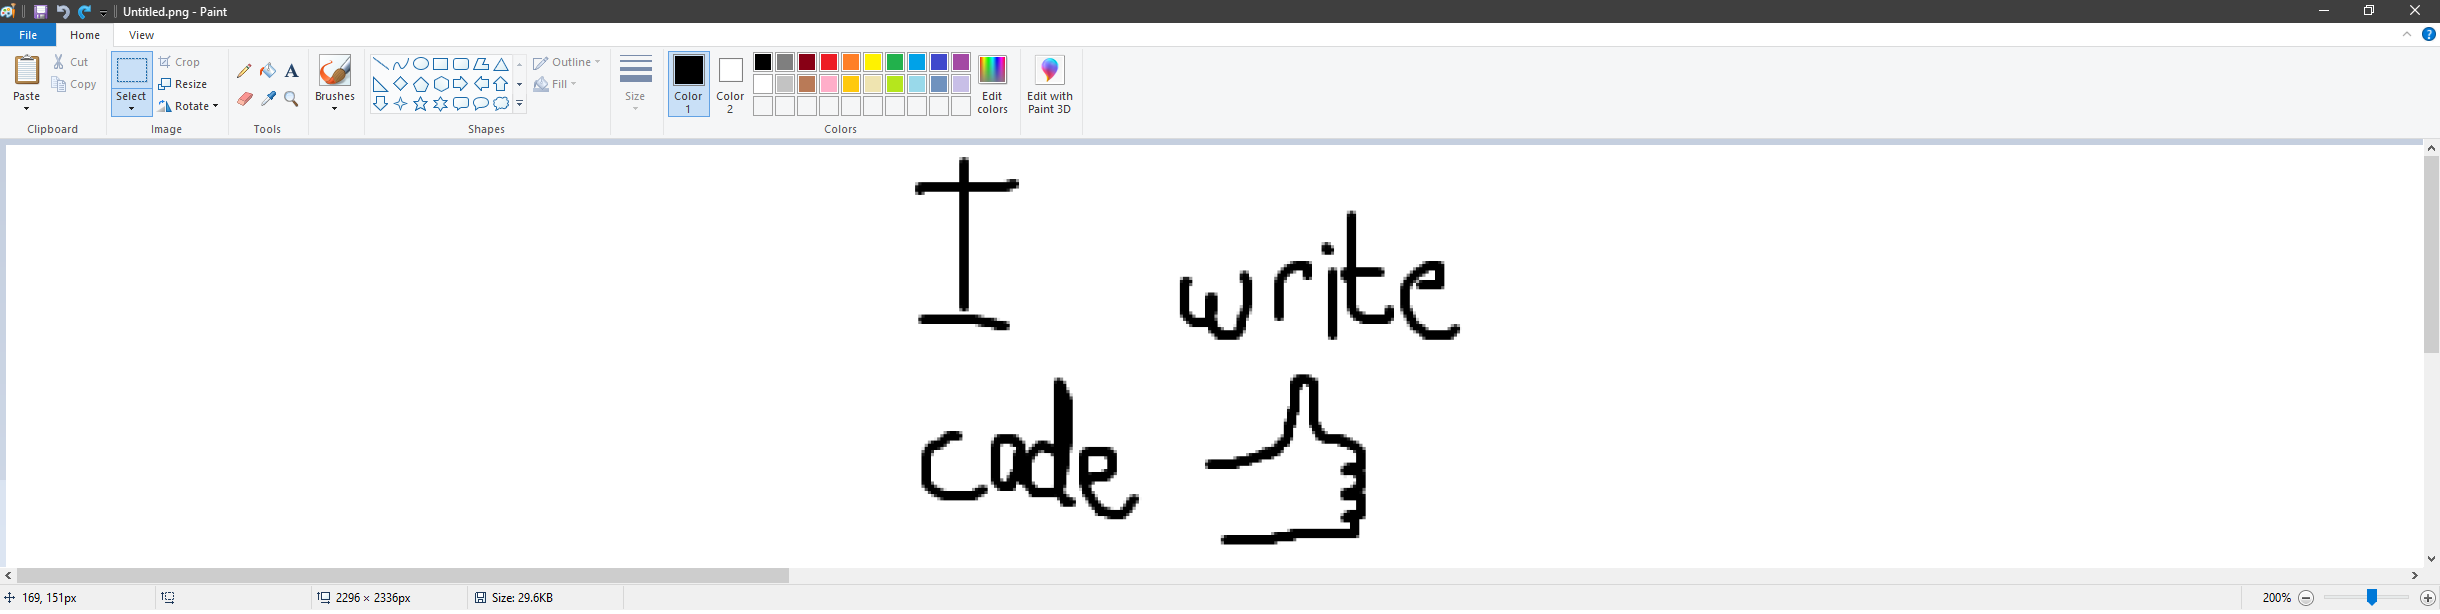 Untitled.png - Paint
File Home View
Paste Cut Copy Clipboard
Select Crop Resize Rotate Image
Tools
Brushes
Shapes Outline Fill
Size
Color 1 Color 2 Edit colors Colors
Edit with Paint 3D
I write
code
169, 151px 2296 × 2336px Size: 29.6KB 200%